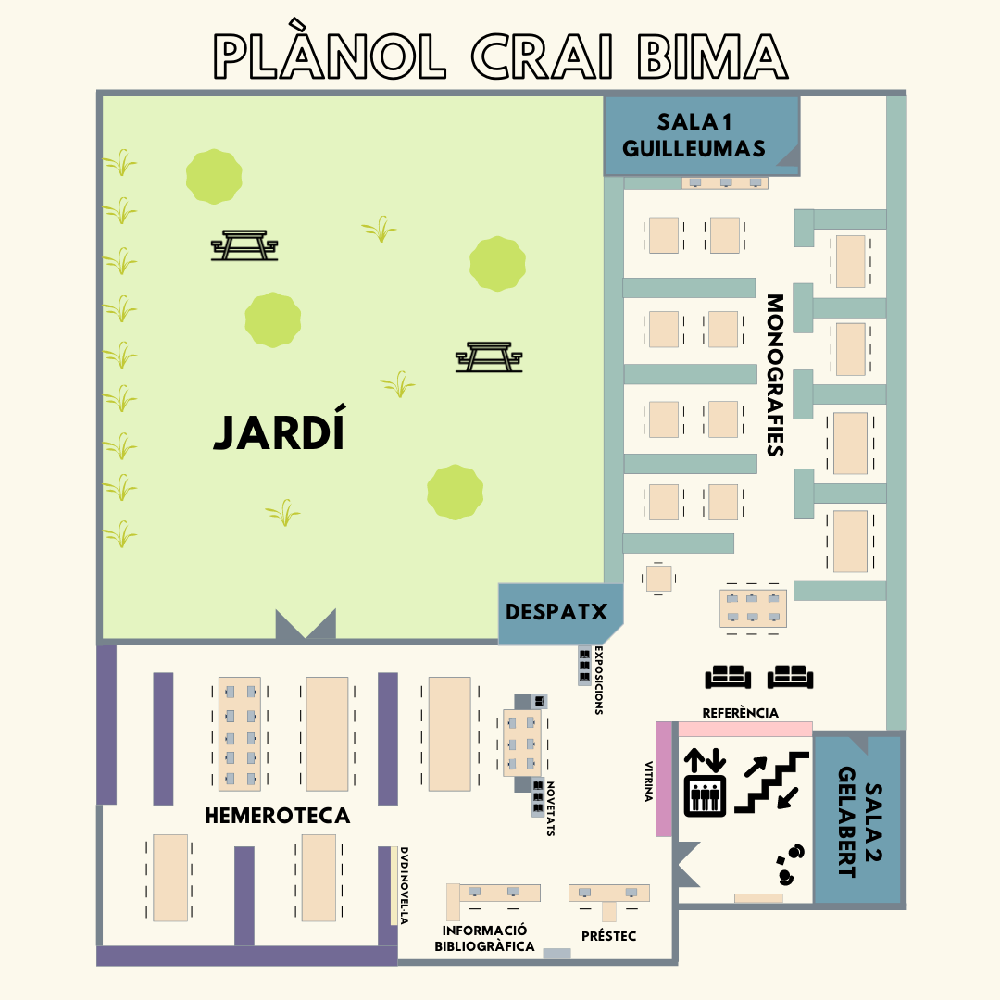 PLÀNOL CRAI BIMA
SALA 1
GUILLEUMAS
MONOGRAFIES
JARDÍ
DESPATX
EXPOSICIONS
REFERÈNCIA
VITRINA
NOVETATS
SALA 2
GELABERT
HEMEROTECA
DVD I NOVEL·LA
INFORMACIÓ
BIBLIOGRÀFICA
PRÉSTEC